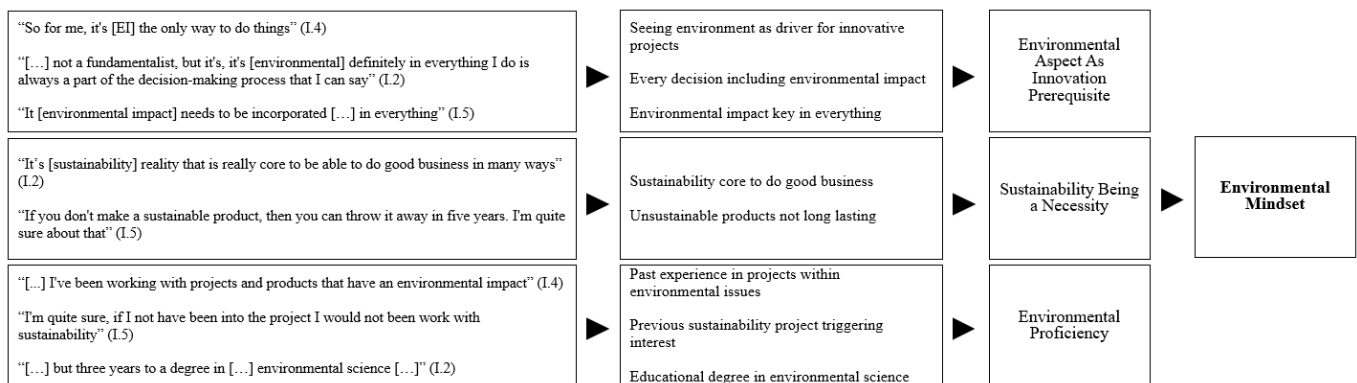 “So for me, it's [EI] the only way to do things” (I.4)
“[…] not a fundamentalist, but it's, it's [environmental] definitely in everything I do is
always a part of the decision-making process that I can say” (I.2)
“It [environmental impact] needs to be incorporated […] in everything” (I.5)
Seeing environment as driver for innovative
projects
Every decision including environmental impact
Environmental impact key in everything
Environmental
Aspect As
Innovation
Prerequisite
“It’s [sustainability] reality that is really core to be able to do good business in many ways”
(I.2)
“If you don't make a sustainable product, then you can throw it away in five years. I'm quite
sure about that” (I.5)
Sustainability core to do good business
Unsustainable products not long lasting
Sustainability Being
a Necessity
Environmental
Mindset
“[...] I've been working with projects and products that have an environmental impact” (I.4)
“I'm quite sure, if I not have been into the project I would not been work with
sustainability” (I.5)
“[…] but three years to a degree in […] environmental science […]” (I.2)
Past experience in projects within
environmental issues
Previous sustainability project triggering
interest
Educational degree in environmental science
Environmental
Proficiency